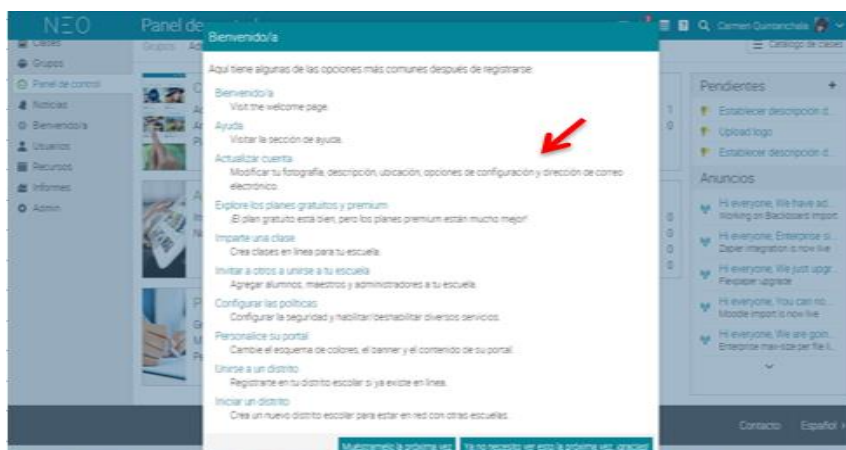 NEO
Panel de
Carmen Quintanchala
Clases
Grupos
Panel de control
Noticias
Bienvenido/a
Usuarios
Recursos
Informes
Admin
Grupos
Catálogo de clases
Bienvenido/a
Aquí tiene algunas de las opciones más comunes después de registrarse:
Bienvenido/a
Visit the welcome page.
Ayuda
Visitar la sección de ayuda.
Actualizar cuenta
Modificar tu fotografía, descripción, ubicación, opciones de configuración y dirección de correo
electrónico.
Explore los planes gratuitos y premium
¡El plan gratuito está bien, pero los planes premium están mucho mejor!
Imparte una clase
Crea clases en línea para tu escuela.
Invitar a otros a unirse a tu escuela
Agregar alumnos, maestros y administradores a tu escuela.
Configurar las políticas
Configurar la seguridad y habilitar/deshabilitar diversos servicios.
Personalice su portal
Cambie el esquema de colores, el banner y el contenido de su portal.
Unirse a un distrito
Registrarte en tu distrito escolar si ya existe en línea.
Iniciar un distrito
Crea un nuevo distrito escolar para estar en red con otras escuelas.
Muéstramelo la próxima vez
Ya no necesito ver esto la próxima vez, ¡gracias!
Pendientes +
Establecer descripción d...
Upload logo
Establecer descripción d...
Anuncios
Hi everyone, We have ad...
Working on Blackboard import
Hi everyone, Enterprise si...
Zapier integration is now live
Hi everyone, We just upgr...
Flexpaper upgrade
Hi everyone, You can no...
Moodle import is now live
Hi everyone, We are goin...
Enterprise max-size per file li...
Contacto
Español